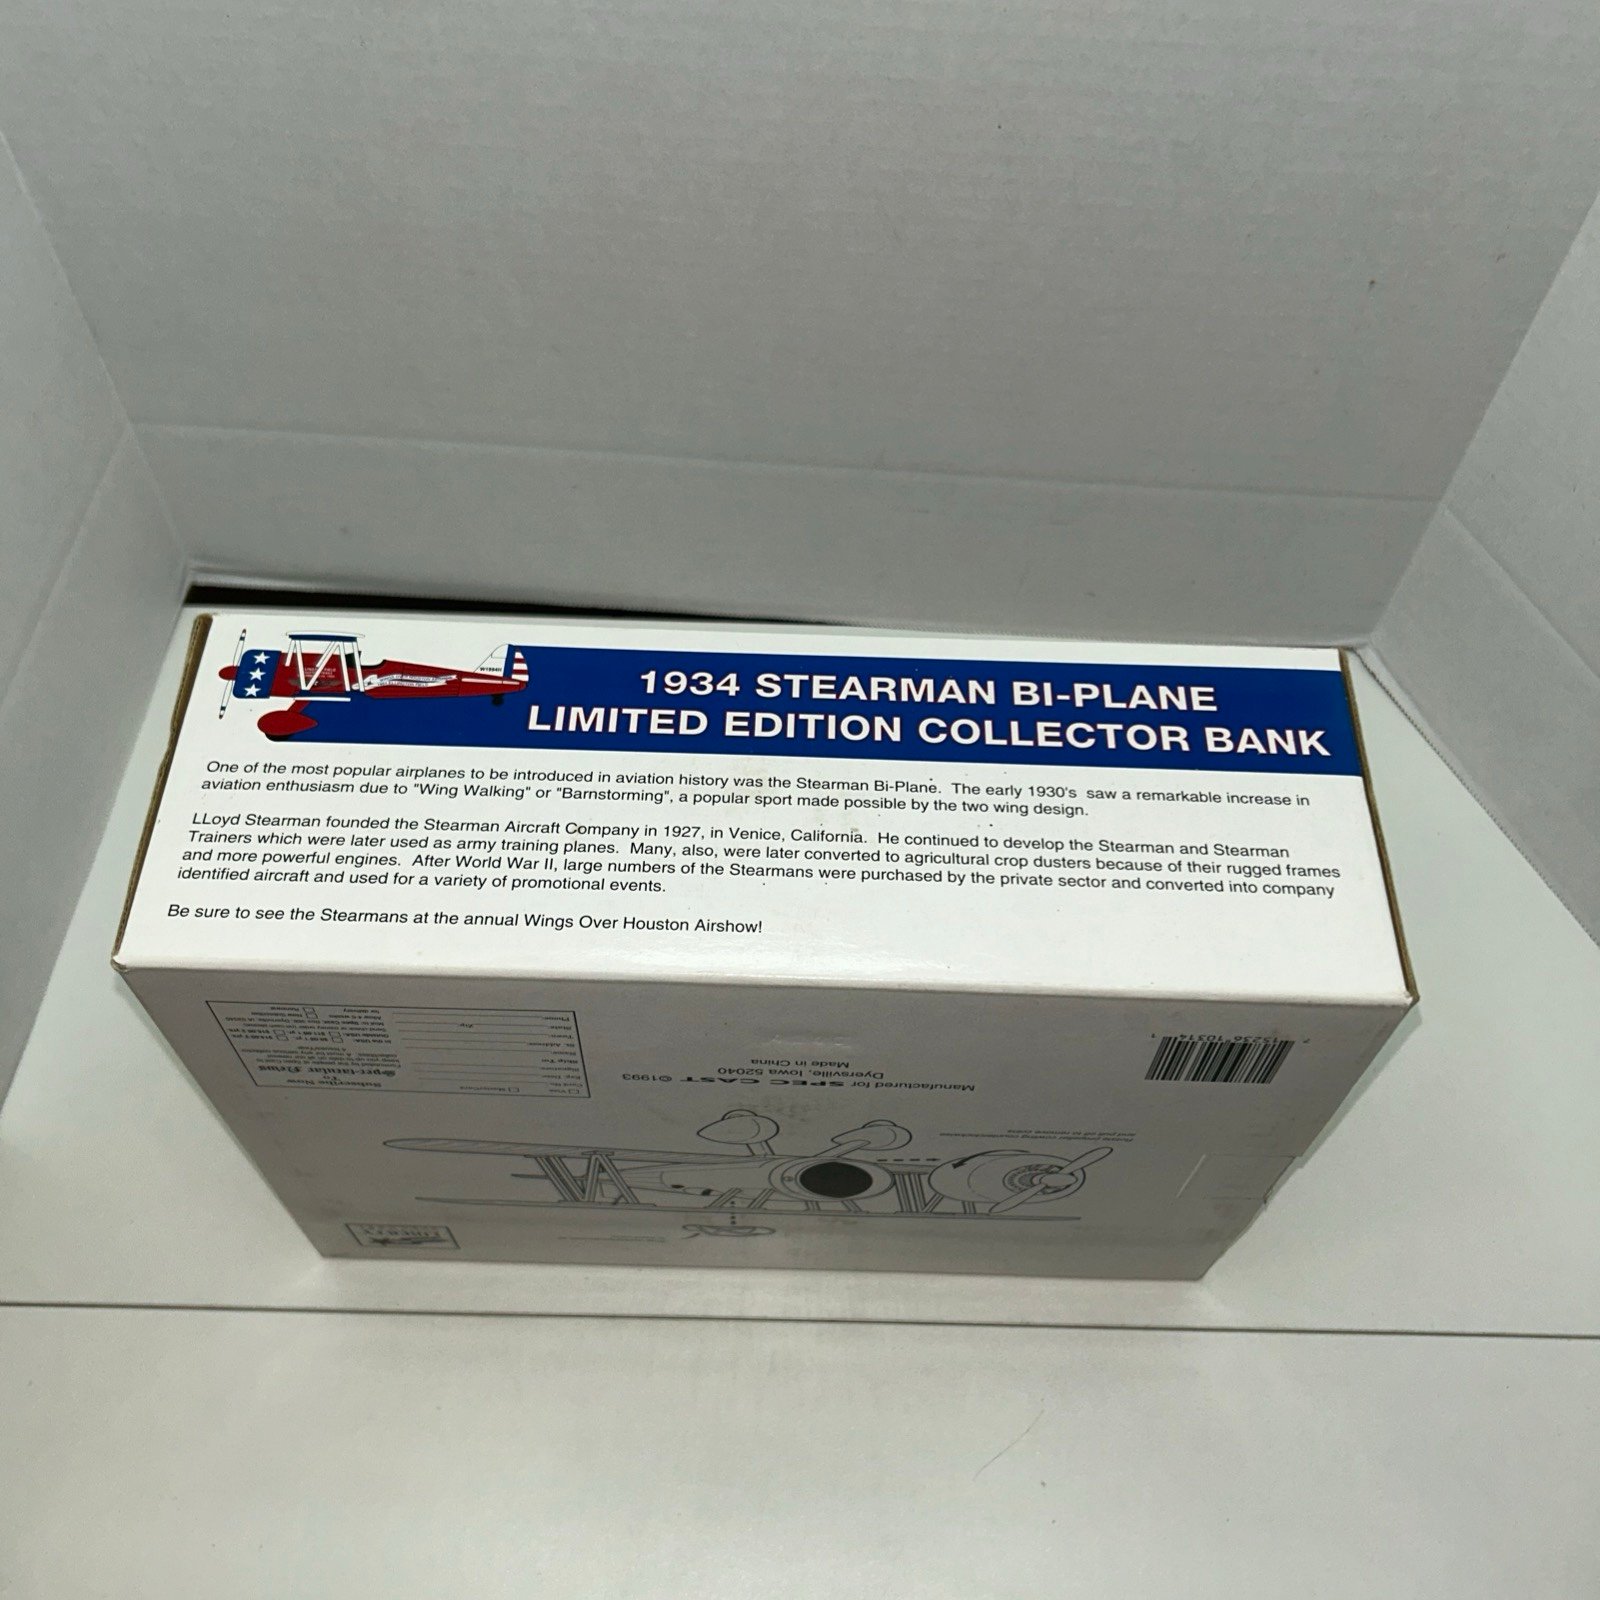 1934 STEARMAN BI-PLANE
LIMITED EDITION COLLECTOR BANK
One of the most popular airplanes to be introduced in aviation history was the Stearman Bi-Plane. The early 1930's saw a remarkable increase in
aviation enthusiasm due to "Wing Walking" or "Barnstorming", a popular sport made possible by the two wing design.
LLoyd Stearman founded the Stearman Aircraft Company in 1927, in Venice, California. He continued to develop the Stearman and Stearman
Trainers which were later used as army training planes. Many, also, were later converted to agricultural crop dusters because of their rugged frames
and more powerful engines. After World War II, large numbers of the Stearmans were purchased by the private sector and converted into company
identified aircraft and used for a variety of promotional events.
Be sure to see the Stearmans at the annual Wings Over Houston Airshow!
Manufactured for SPEC CAST ©1993
Dyersville, Iowa 52040
Made in China
Subscribe Now
To
Spec-tacular News